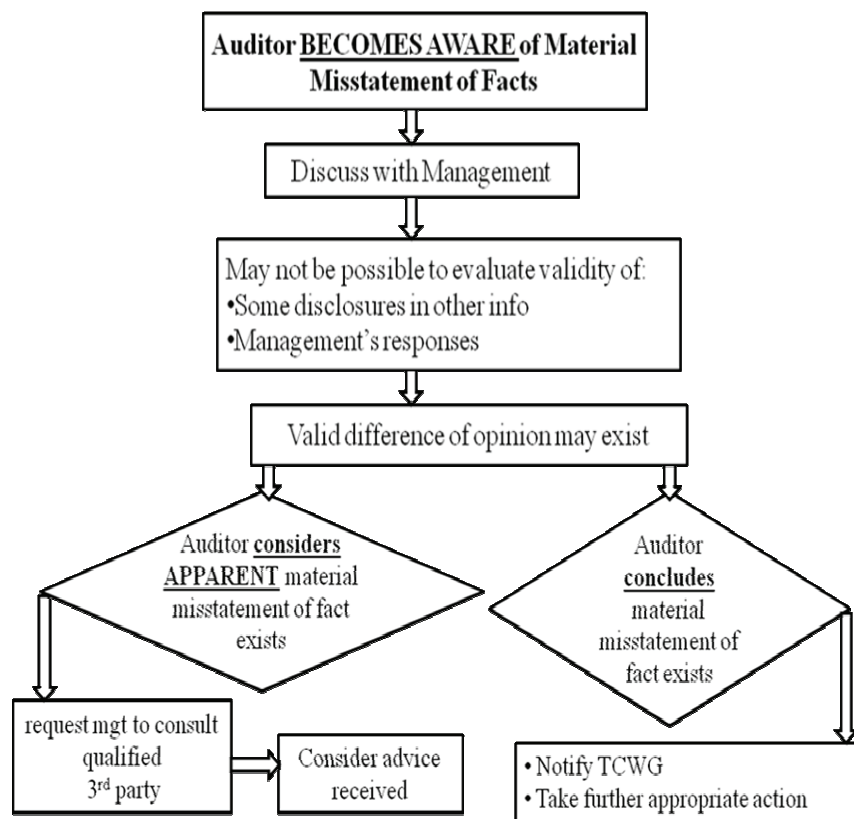 Auditor BECOMES AWARE of Material
Misstatement of Facts
Discuss with Management
May not be possible to evaluate validity of:
•Some disclosures in other info
•Management's responses
Valid difference of opinion may exist
Auditor considers
APPARENT material
misstatement of fact
exists
Auditor
concludes
material
misstatement of
fact exists
request mgt to consult
qualified
3rd party
Consider advice
received
• Notify TCWG
• Take further appropriate action